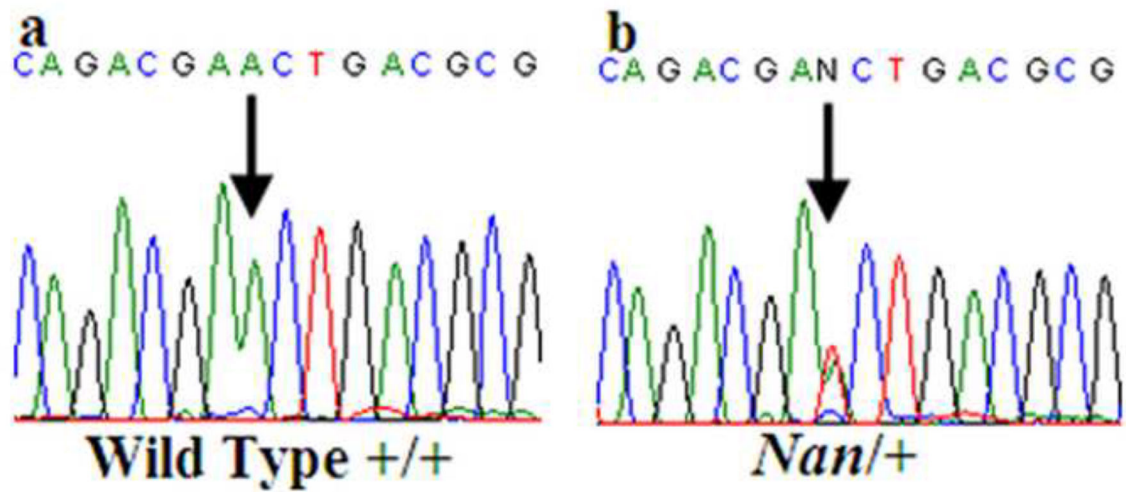 a
CAGACGAACTGACGCG
Wild Type +/+
b
CAGACGANCTGACGCG
Nan/+